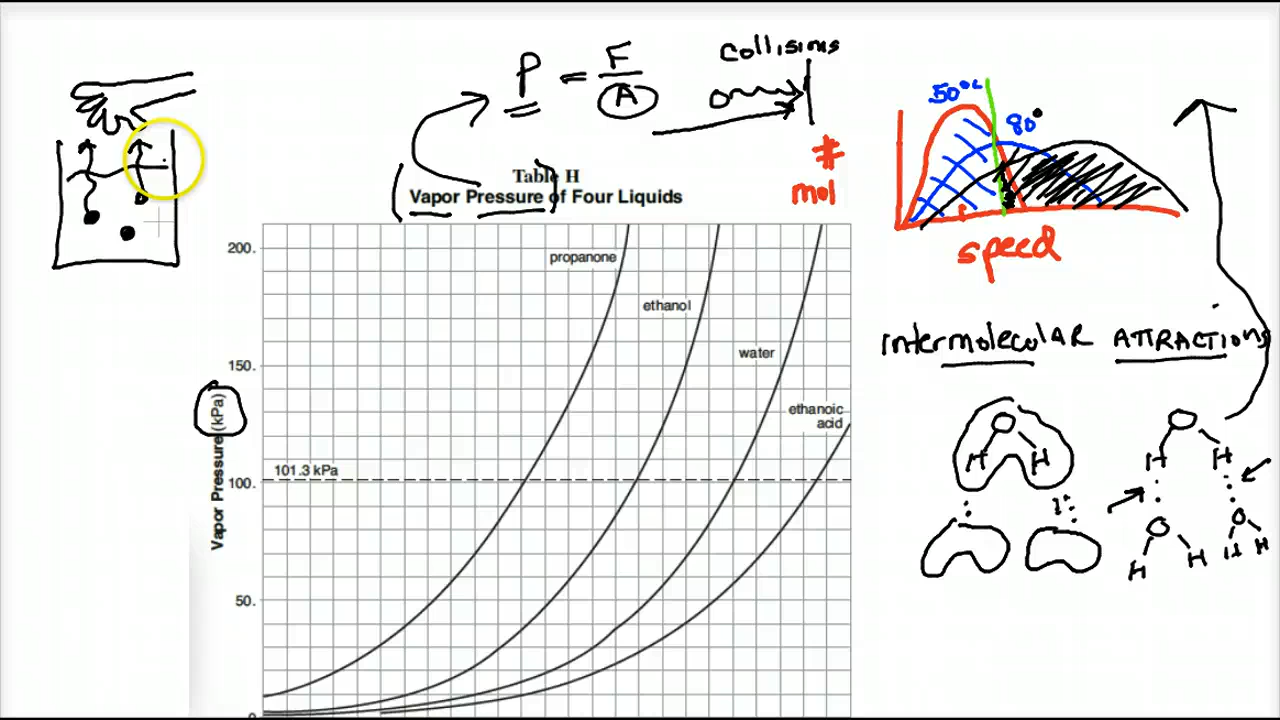 P = F
A
collisions
# 
mol
50°C
80°
speed
Table H
Vapor Pressure of Four Liquids
200.
150.
100.
50.
0
Vapor Pressure (kPa)
101.3 kPa
propanone
ethanol
water
ethanoic
acid
intermolecular ATTRACTIONS
O
H H
O
H H
O
H H
O
H H